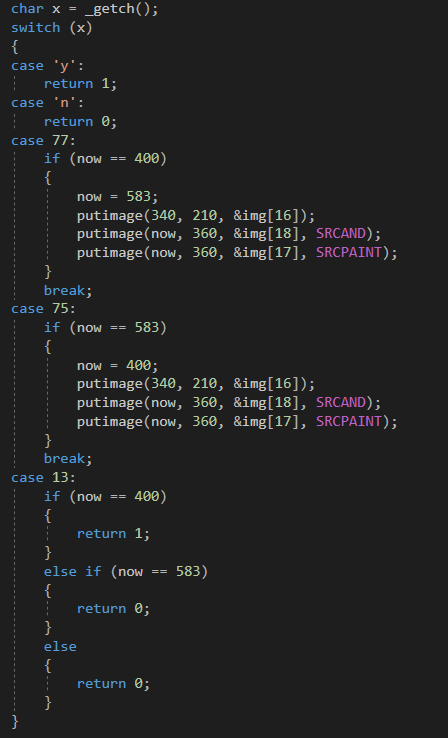 char x = _getch();
switch (x)
{
case 'y':
    return 1;
case 'n':
    return 0;
case 77:
    if (now == 400)
    {
        now = 583;
        putimage(340, 210, &img[16]);
        putimage(now, 360, &img[18], SRCAND);
        putimage(now, 360, &img[17], SRCPAINT);
    }
    break;
case 75:
    if (now == 583)
    {
        now = 400;
        putimage(340, 210, &img[16]);
        putimage(now, 360, &img[18], SRCAND);
        putimage(now, 360, &img[17], SRCPAINT);
    }
    break;
case 13:
    if (now == 400)
    {
        return 1;
    }
    else if (now == 583)
    {
        return 0;
    }
    else
    {
        return 0;
    }
}